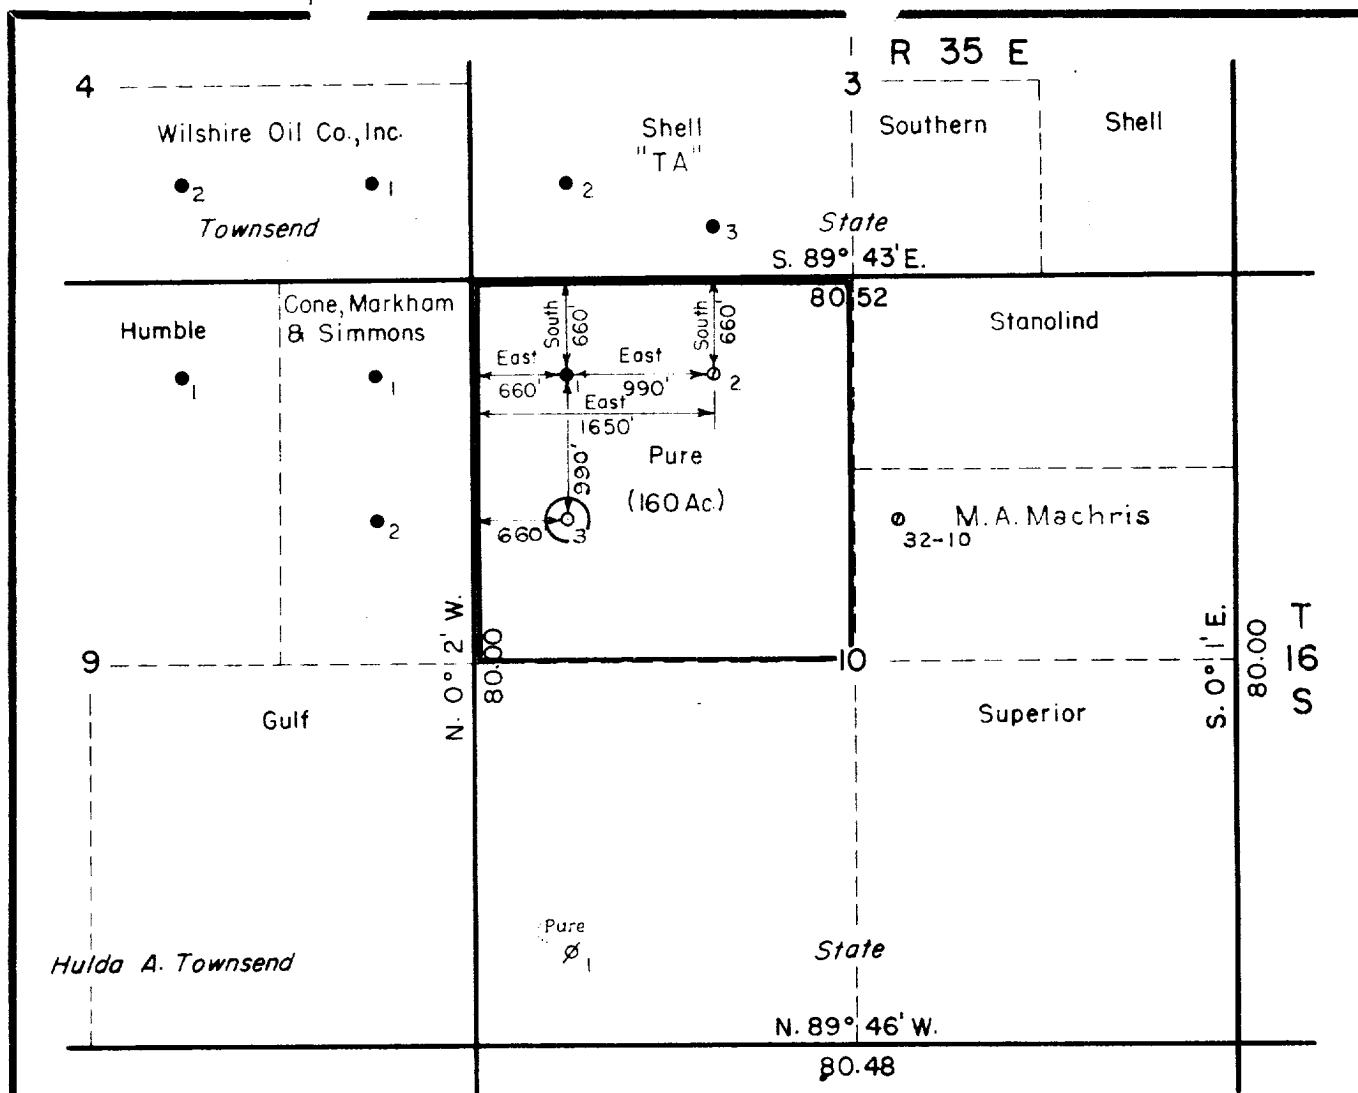 R 35 E
4
3
Wilshire Oil Co., Inc.
Shell
"TA"
Southern
Shell
2
1
2
3
Townsend
State
S. 89° 43' E.
80.52
Humble
Cone, Markham
& Simmons
South
660'
South
660'
Stanolind
East
660'
East
990'
1
1
1
2
East
1650'
990'
Pure
(160 Ac.)
2
660
3
32-10
M.A. Machris
N. 0° 2' W.
80.00
S. 0° 1' E.
80.00
T
16
S
9
10
Gulf
Superior
Pure
1
Hulda A. Townsend
State
N. 89° 46' W.
80.48